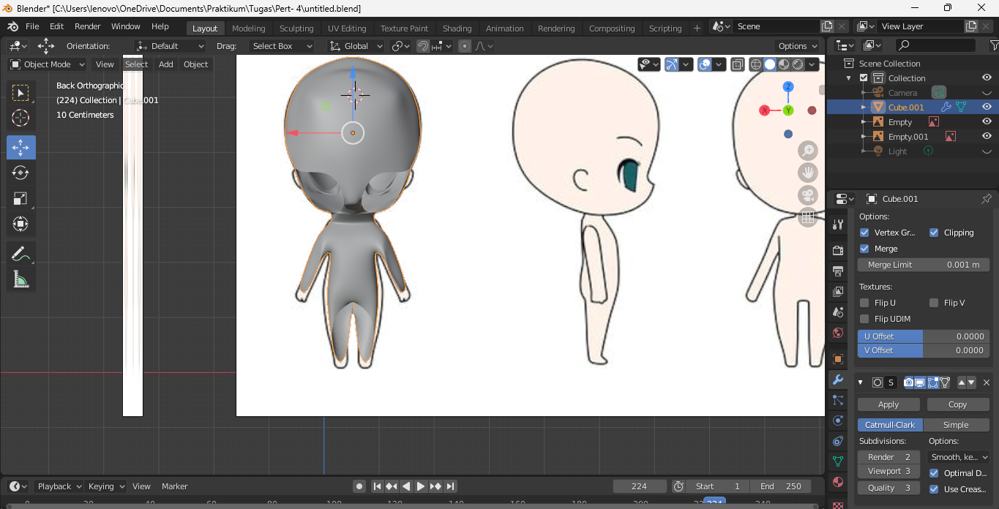 Blender* [C:\Users\lenovo\OneDrive\Documents\Praktikum\Tugas\Pert- 4\untitled.blend]
File Edit Render Window Help Layout Modeling Sculpting UV Editing Texture Paint Shading Animation Rendering Compositing Scripting + Scene View Layer
Orientation: Default Drag: Select Box Global Options
Object Mode View Select Add Object
Scene Collection
Collection
Camera
Cube.001
Empty
Empty.001
Light
Back Orthographic
(224) Collection | Cube.001
10 Centimeters
Z
X
Y
Cube.001
Options:
Vertex Gr... Clipping
Merge
Merge Limit 0.001 m
Textures:
Flip U Flip V
Flip UDIM
U Offset 0.0000
V Offset 0.0000
S
Apply Copy
Catmull-Clark Simple
Subdivisions: Options:
Render 2 Smooth, ke...
Viewport 3 Optimal D...
Quality 3 Use Creas...
Playback Keying View Marker 224 Start 1 End 250